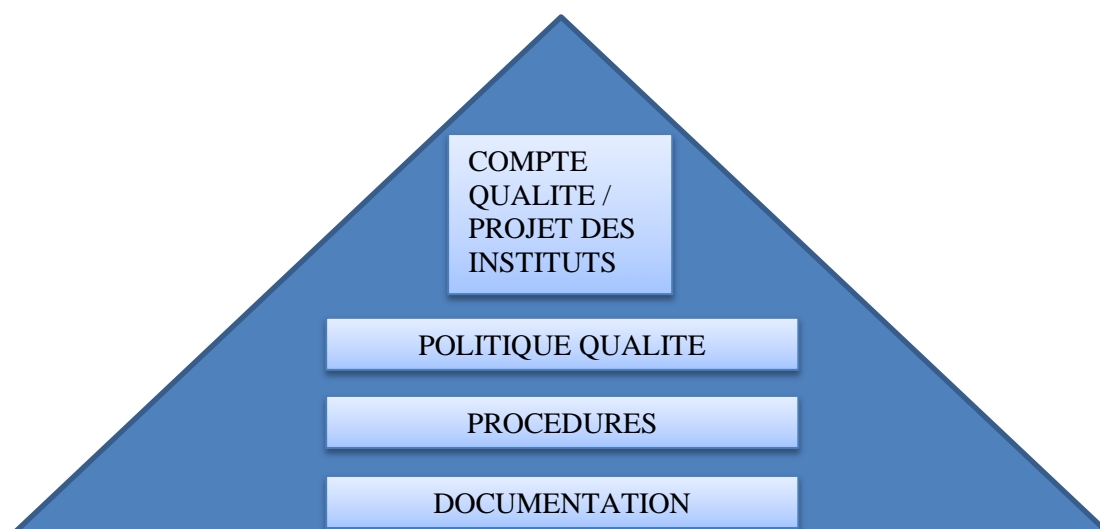 COMPTE
QUALITE /
PROJET DES
INSTITUTS
POLITIQUE QUALITE
PROCEDURES
DOCUMENTATION